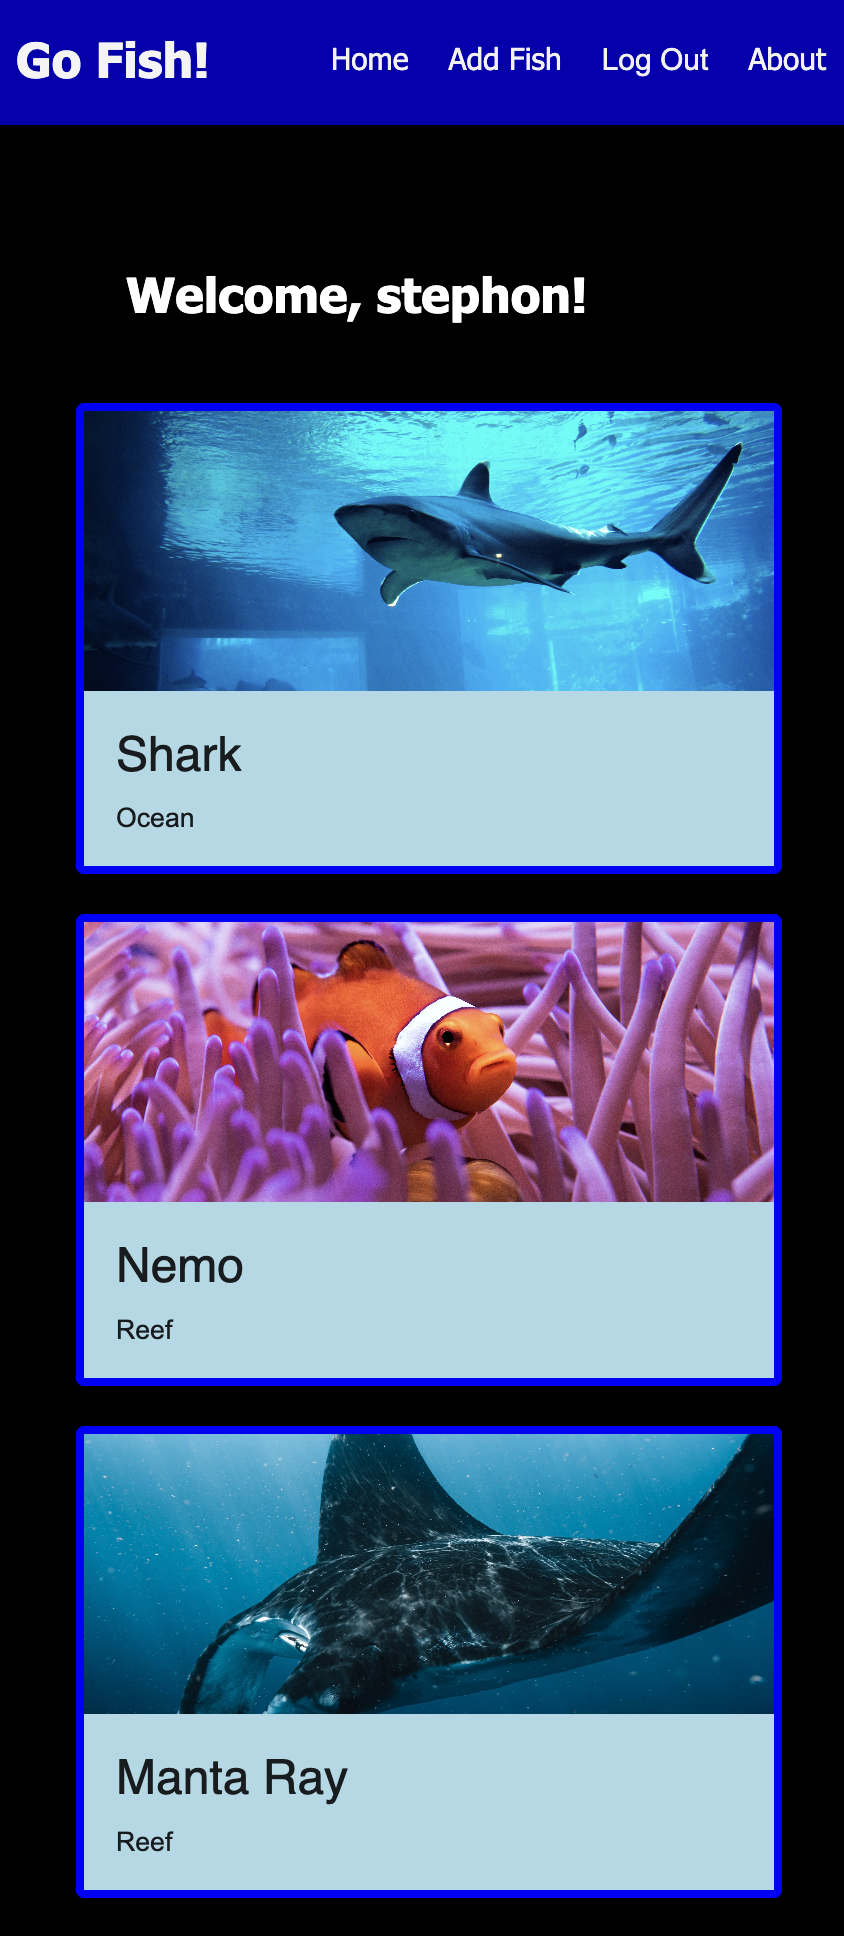 Go Fish! Home Add Fish Log Out About
Welcome, stephon!
Shark
Ocean
Nemo
Reef
Manta Ray
Reef